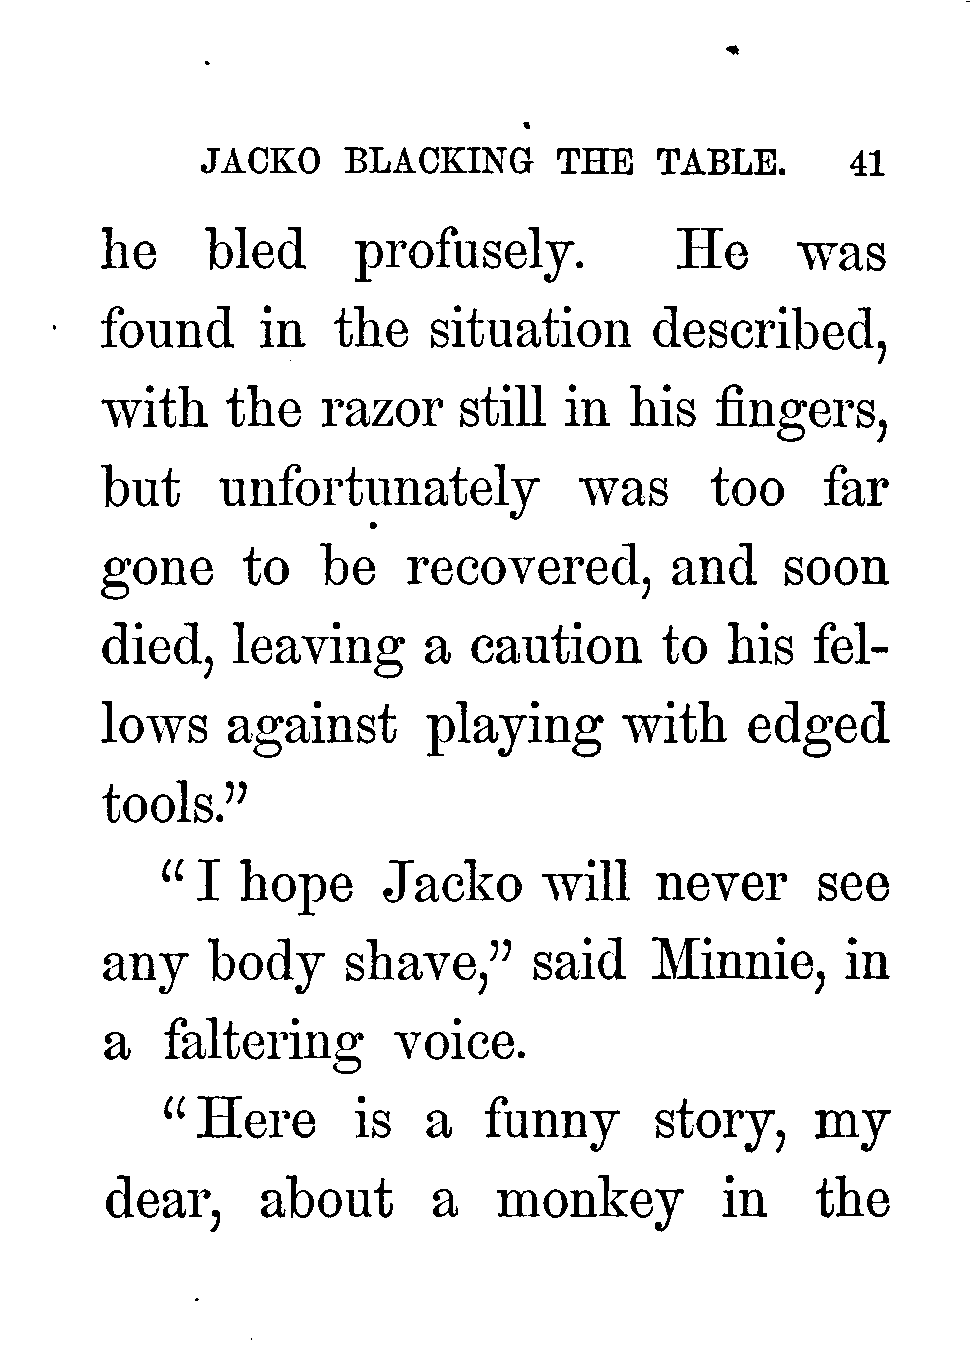 JACKO BLACKING THE TABLE. 41
he bled profusely. He was
found in the situation described,
with the razor still in his fingers,
but unfortunately was too far
gone to be recovered, and soon
died, leaving a caution to his fel-
lows against playing with edged
tools.”
“I hope Jacko will never see
any body shave,” said Minnie, in
a faltering voice.
“Here is a funny story, my
dear, about a monkey in the